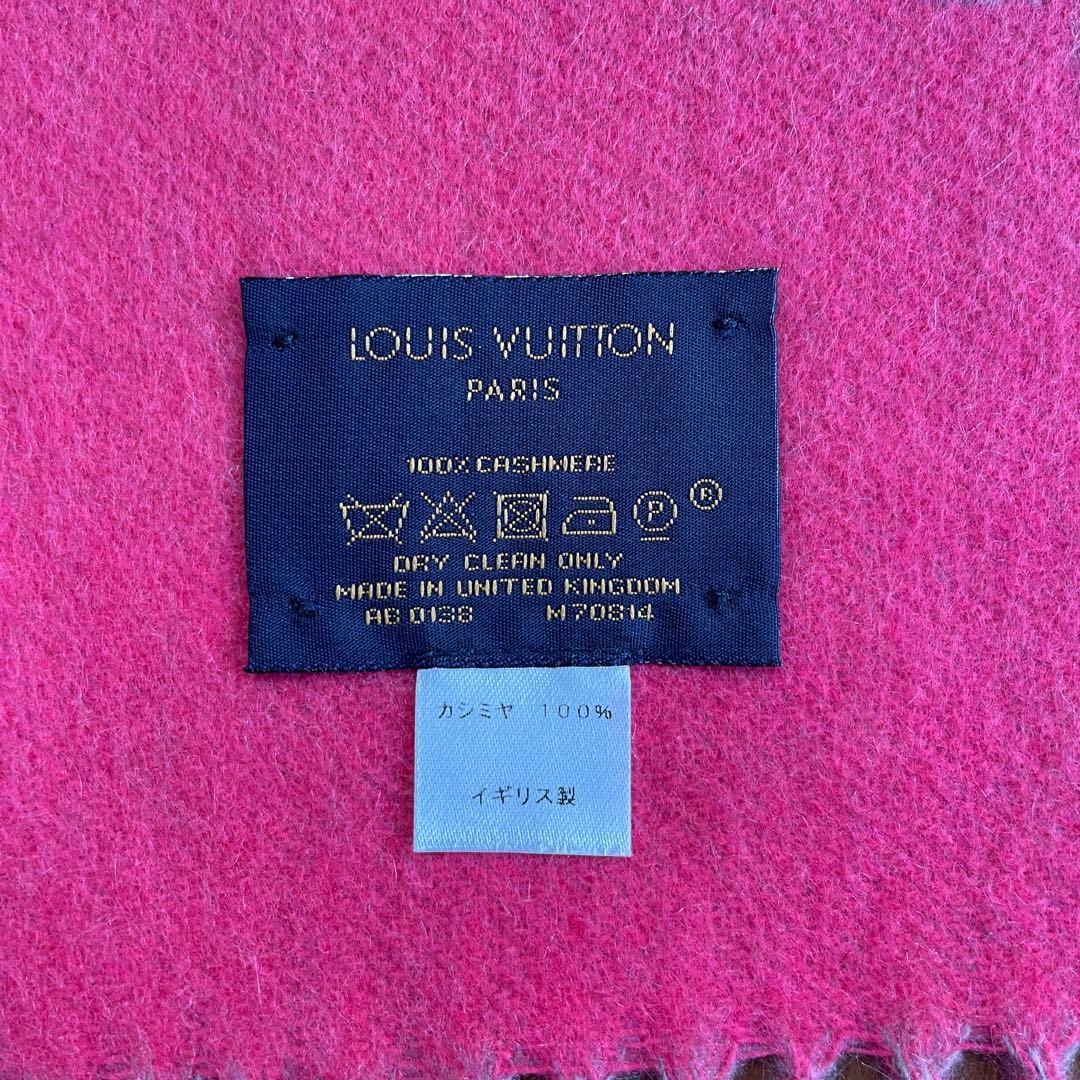 LOUIS VUITTON
PARIS
100% CASHMERE
P ®
DRY CLEAN ONLY
MADE IN UNITED KINGDOM
AB 0138 M70814
カシミヤ 100%
イギリス製